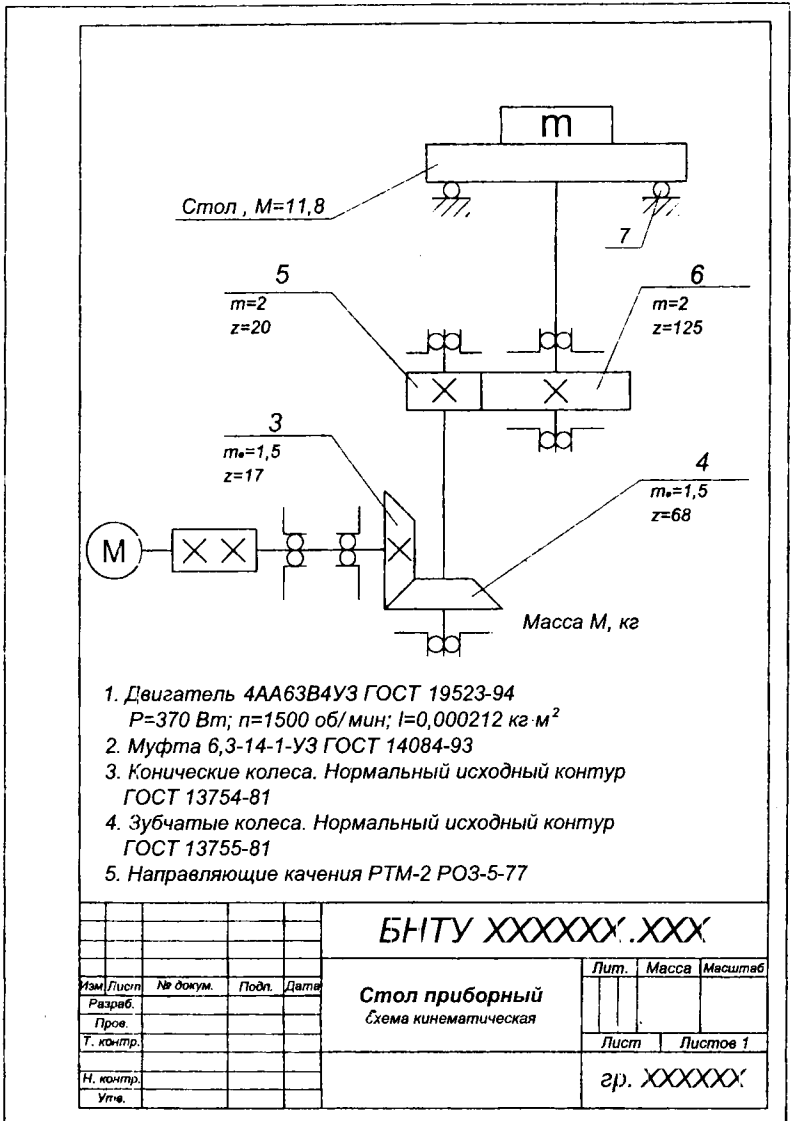 m
Стол , М=11,8
7
5
m=2
z=20
6
m=2
z=125
3
mₑ=1,5
z=17
4
mₑ=1,5
z=68
М
Масса М, кг
1. Двигатель 4АА63В4УЗ ГОСТ 19523-94
P=370 Вт; n=1500 об/мин; I=0,000212 кг·м²
2. Муфта 6,3-14-1-УЗ ГОСТ 14084-93
3. Конические колеса. Нормальный исходный контур
ГОСТ 13754-81
4. Зубчатые колеса. Нормальный исходный контур
ГОСТ 13755-81
5. Направляющие качения РТМ-2 РОЗ-5-77
БНТУ XXXXXX.XXX
Изм Лист № докум. Подп. Дата
Разраб.
Пров.
Т. контр.
Н. контр.
Утв.
Стол приборный
Схема кинематическая
Лит. Масса Масштаб
Лист Листов 1
гр. XXXXXX